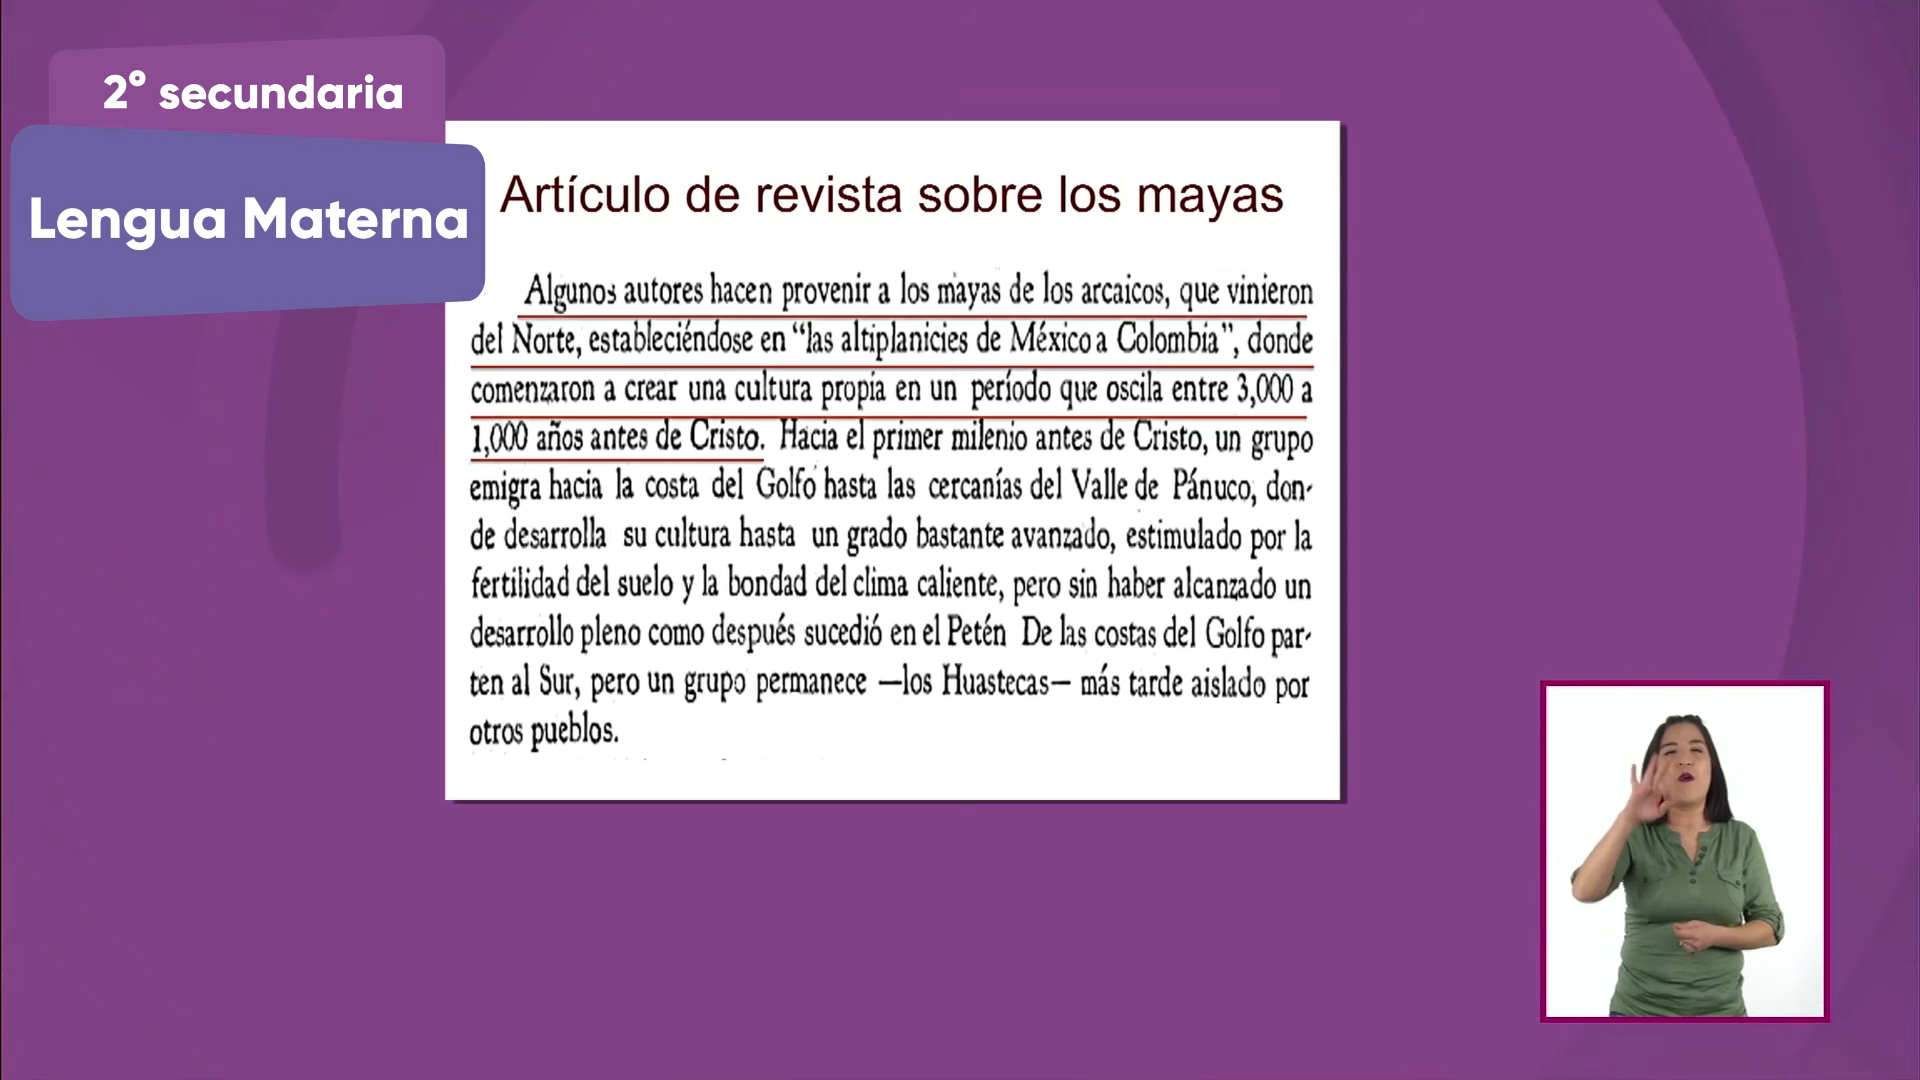 2° secundaria
Lengua Materna
Artículo de revista sobre los mayas
Algunos autores hacen provenir a los mayas de los arcaicos, que vinieron
del Norte, estableciéndose en “las altiplanicies de México a Colombia”, donde
comenzaron a crear una cultura propia en un período que oscila entre 3,000 a
1,000 años antes de Cristo. Hacia el primer milenio antes de Cristo, un grupo
emigra hacia la costa del Golfo hasta las cercanías del Valle de Pánuco, don-
de desarrolla su cultura hasta un grado bastante avanzado, estimulado por la
fertilidad del suelo y la bondad del clima caliente, pero sin haber alcanzado un
desarrollo pleno como después sucedió en el Petén De las costas del Golfo par-
ten al Sur, pero un grupo permanece —los Huastecas— más tarde aislado por
otros pueblos.